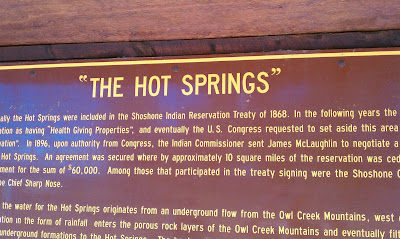 "THE HOT SPRINGS"
ally the Hot Springs were included in the Shoshone Indian Reservation Treaty of 1868. In the following years the
ation as having "Health Giving Properties", and eventually the U.S. Congress requested to set aside this area
vation". In 1896, upon authority from Congress, the Indian Commissioner sent James McLaughlin to negotiate a
Hot Springs. An agreement was secured where by approximately 10 square miles of the reservation was ced
ment for the sum of $60,000. Among those that participated in the treaty signing were the Shoshone C
e Chief Sharp Nose.
the water for the Hot Springs originates from an underground flow from the Owl Creek Mountains, west
ation in the form of rainfall enters the porous rock layers of the Owl Creek Mountains and eventually filt
underground formations to the Hot Springs.